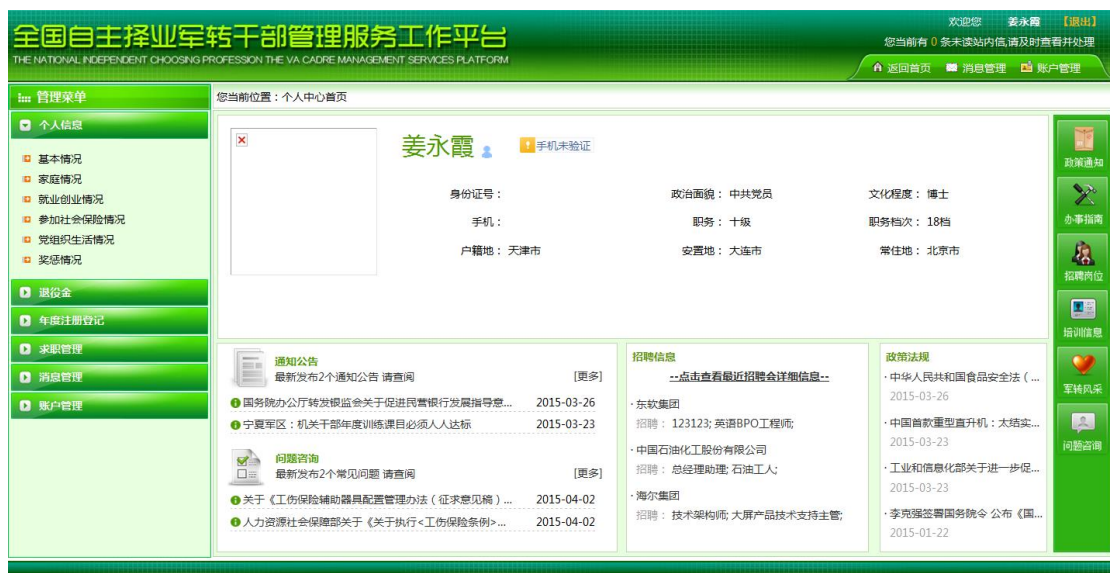 全国自主择业军转干部管理服务工作平台
THE NATIONAL INDEPENDENT CHOOSING PROFESSION THE VA CADRE MANAGEMENT SERVICES PLATFORM
欢迎您 姜永霞 【退出】
您当前有 0 条未读站内信,请及时查看并处理
返回首页 消息管理 账户管理
管理菜单
您当前位置：个人中心首页
个人信息
基本情况
家庭情况
就业创业情况
参加社会保险情况
党组织生活情况
奖惩情况
退役金
年度注册登记
求职管理
消息管理
账户管理
姜永霞 手机未验证
身份证号： 政治面貌： 中共党员 文化程度： 博士
手机： 职务： 十级 职务档次： 18档
户籍地： 天津市 安置地： 大连市 常住地： 北京市
通知公告
最新发布2个通知公告 请查阅 [更多]
国务院办公厅转发银监会关于促进民营银行发展指导意... 2015-03-26
宁夏军区：机关干部年度训练课目必须人人达标 2015-03-23
问题咨询
最新发布2个常见问题 请查阅 [更多]
关于《工伤保险辅助器具配置管理办法（征求意见稿）... 2015-04-02
人力资源社会保障部关于《关于执行<工伤保险条例>... 2015-04-02
招聘信息
--点击查看最近招聘会详细信息--
·东软集团
招聘： 123123; 英语BPO工程师;
·中国石油化工股份有限公司
招聘： 总经理助理; 石油工人;
·海尔集团
招聘： 技术架构师; 大屏产品技术支持主管;
政策法规
·中华人民共和国食品安全法（...
2015-03-26
·中国首款重型直升机：太结实...
2015-03-23
·工业和信息化部关于进一步促...
2015-03-23
·李克强签署国务院令 公布《国...
2015-01-22
政策通知
办事指南
招聘岗位
培训信息
军转风采
问题咨询